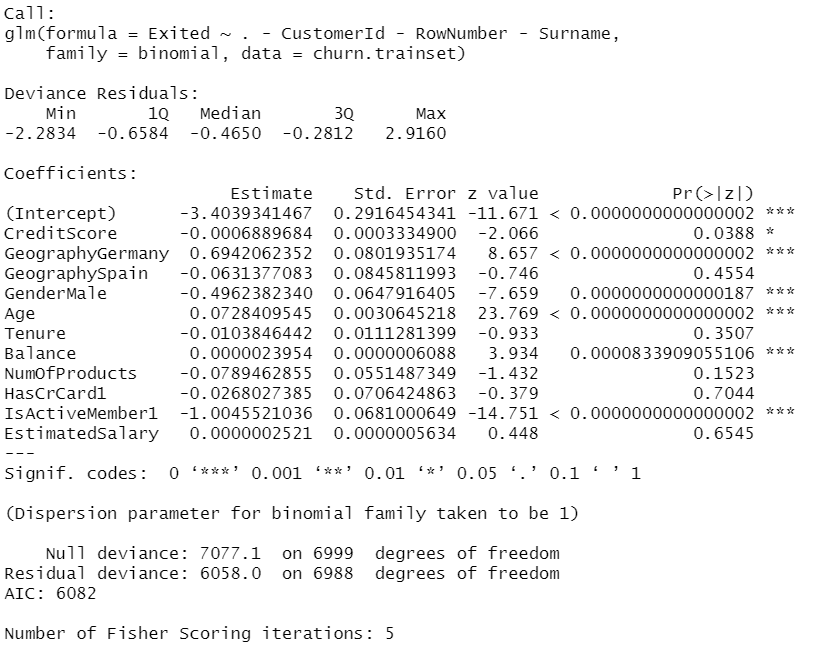 Call:
glm(formula = Exited ~ . - CustomerId - RowNumber - Surname,
    family = binomial, data = churn.trainset)

Deviance Residuals:
    Min       1Q   Median       3Q      Max
-2.2834  -0.6584  -0.4650  -0.2812   2.9160

Coefficients:
                      Estimate    Std. Error z value             Pr(>|z|)
(Intercept)      -3.4039341467  0.2916454341 -11.671 < 0.0000000000000002 ***
CreditScore      -0.0006889684  0.0003334900  -2.066               0.0388 *
GeographyGermany  0.6942062352  0.0801935174   8.657 < 0.0000000000000002 ***
GeographySpain   -0.0631377083  0.0845811993  -0.746               0.4554
GenderMale       -0.4962382340  0.0647916405  -7.659   0.0000000000000187 ***
Age               0.0728409545  0.0030645218  23.769 < 0.0000000000000002 ***
Tenure           -0.0103846442  0.0111281399  -0.933               0.3507
Balance           0.0000023954  0.0000006088   3.934   0.0000833909055106 ***
NumOfProducts    -0.0789462855  0.0551487349  -1.432               0.1523
HasCrCard1       -0.0268027385  0.0706424863  -0.379               0.7044
IsActiveMember1  -1.0045521036  0.0681000649 -14.751 < 0.0000000000000002 ***
EstimatedSalary   0.0000002521  0.0000005634   0.448               0.6545
---
Signif. codes:  0 ‘***’ 0.001 ‘**’ 0.01 ‘*’ 0.05 ‘.’ 0.1 ‘ ’ 1

(Dispersion parameter for binomial family taken to be 1)

    Null deviance: 7077.1  on 6999  degrees of freedom
Residual deviance: 6058.0  on 6988  degrees of freedom
AIC: 6082

Number of Fisher Scoring iterations: 5